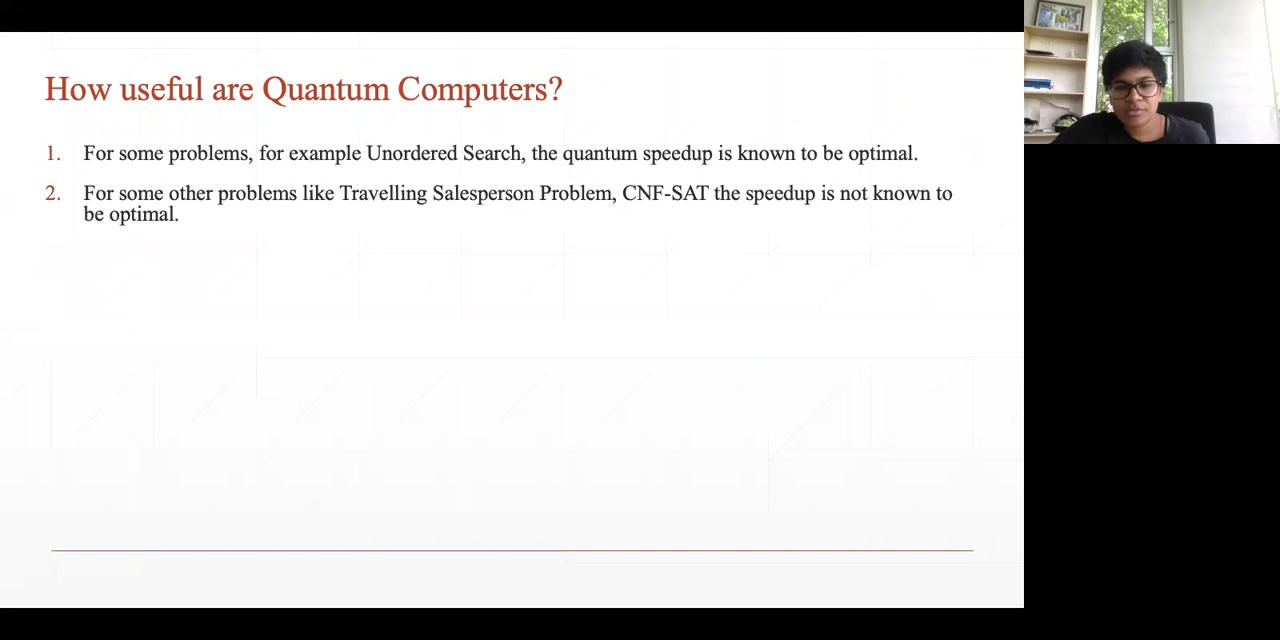 How useful are Quantum Computers?
1. For some problems, for example Unordered Search, the quantum speedup is known to be optimal.
2. For some other problems like Travelling Salesperson Problem, CNF-SAT the speedup is not known to
be optimal.